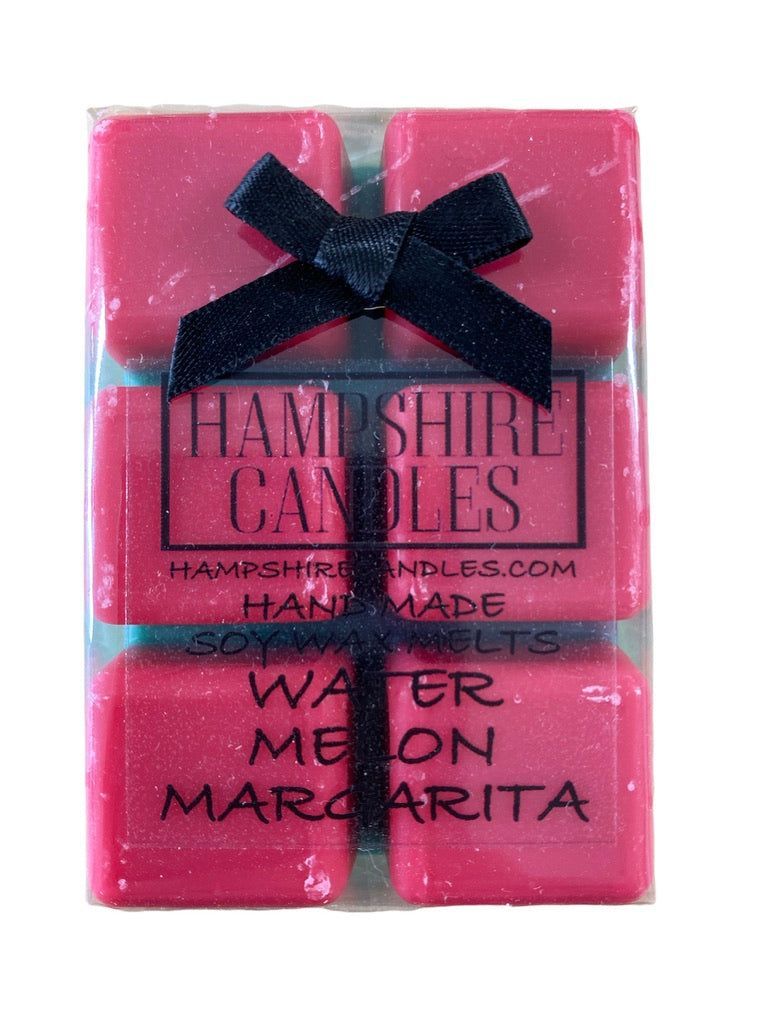 HAMPSHIRE
CANDLES
HAMPSHIRECANDLES.COM
HAND MADE
SOY WAX MELTS
WATER
MELON
MARGARITA